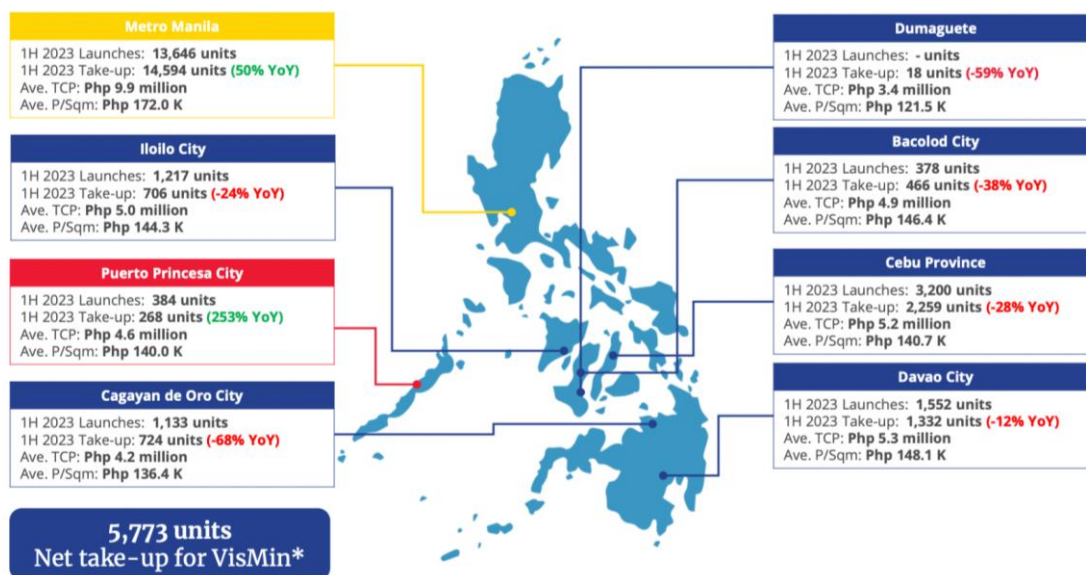 Metro Manila
1H 2023 Launches: 13,646 units
1H 2023 Take-up: 14,594 units (50% YoY)
Ave. TCP: Php 9.9 million
Ave. P/Sqm: Php 172.0 K
Iloilo City
1H 2023 Launches: 1,217 units
1H 2023 Take-up: 706 units (-24% YoY)
Ave. TCP: Php 5.0 million
Ave. P/Sqm: Php 144.3 K
Puerto Princesa City
1H 2023 Launches: 384 units
1H 2023 Take-up: 268 units (253% YoY)
Ave. TCP: Php 4.6 million
Ave. P/Sqm: Php 140.0 K
Cagayan de Oro City
1H 2023 Launches: 1,133 units
1H 2023 Take-up: 724 units (-68% YoY)
Ave. TCP: Php 4.2 million
Ave. P/Sqm: Php 136.4 K
5,773 units
Net take-up for VisMin*
Dumaguete
1H 2023 Launches: - units
1H 2023 Take-up: 18 units (-59% YoY)
Ave. TCP: Php 3.4 million
Ave. P/Sqm: Php 121.5 K
Bacolod City
1H 2023 Launches: 378 units
1H 2023 Take-up: 466 units (-38% YoY)
Ave. TCP: Php 4.9 million
Ave. P/Sqm: Php 146.4 K
Cebu Province
1H 2023 Launches: 3,200 units
1H 2023 Take-up: 2,259 units (-28% YoY)
Ave. TCP: Php 5.2 million
Ave. P/Sqm: Php 140.7 K
Davao City
1H 2023 Launches: 1,552 units
1H 2023 Take-up: 1,332 units (-12% YoY)
Ave. TCP: Php 5.3 million
Ave. P/Sqm: Php 148.1 K